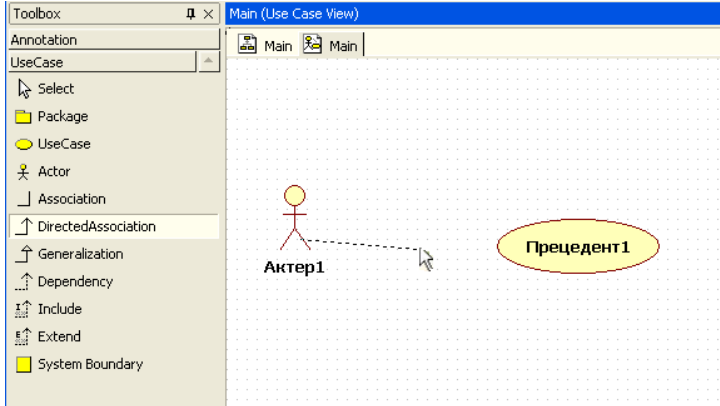 Toolbox
Annotation
UseCase
Select
Package
UseCase
Actor
Association
DirectedAssociation
Generalization
Dependency
Include
Extend
System Boundary
Main (Use Case View)
Main Main
Актер1
Прецедент1